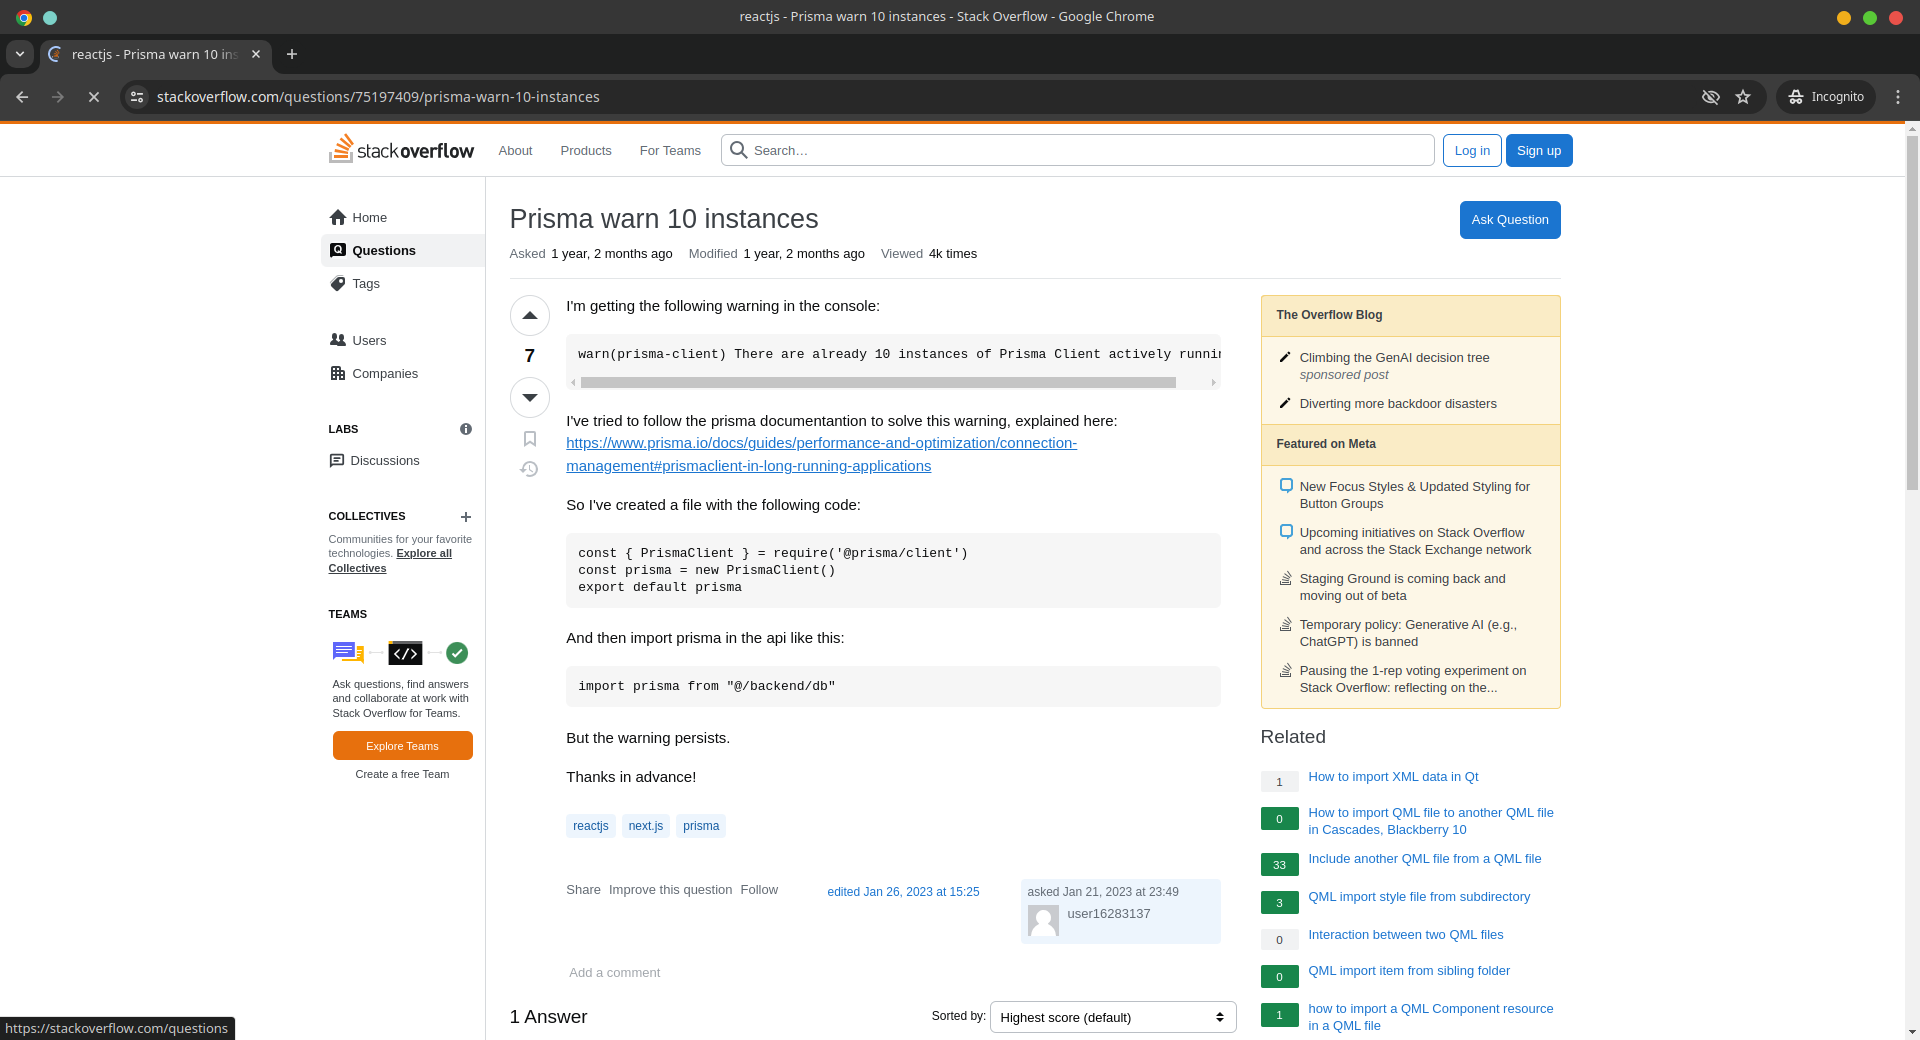 reactjs - Prisma warn 10 instances - Stack Overflow - Google Chrome
reactjs - Prisma warn 10 ins
stackoverflow.com/questions/75197409/prisma-warn-10-instances
Incognito
stackoverflow
About
Products
For Teams
Search…
Log in
Sign up
Home
Questions
Tags
Users
Companies
LABS
Discussions
COLLECTIVES
Communities for your favorite
technologies. Explore all
Collectives
TEAMS
Ask questions, find answers
and collaborate at work with
Stack Overflow for Teams.
Explore Teams
Create a free Team
Prisma warn 10 instances
Ask Question
Asked 1 year, 2 months ago Modified 1 year, 2 months ago Viewed 4k times
7
I'm getting the following warning in the console:
warn(prisma-client) There are already 10 instances of Prisma Client actively runnin
I've tried to follow the prisma documentantion to solve this warning, explained here:
https://www.prisma.io/docs/guides/performance-and-optimization/connection-
management#prismaclient-in-long-running-applications
So I've created a file with the following code:
const { PrismaClient } = require('@prisma/client')
const prisma = new PrismaClient()
export default prisma
And then import prisma in the api like this:
import prisma from "@/backend/db"
But the warning persists.
Thanks in advance!
reactjs next.js prisma
Share Improve this question Follow
edited Jan 26, 2023 at 15:25
asked Jan 21, 2023 at 23:49
user16283137
Add a comment
1 Answer
Sorted by: Highest score (default)
The Overflow Blog
Climbing the GenAI decision tree
sponsored post
Diverting more backdoor disasters
Featured on Meta
New Focus Styles & Updated Styling for
Button Groups
Upcoming initiatives on Stack Overflow
and across the Stack Exchange network
Staging Ground is coming back and
moving out of beta
Temporary policy: Generative AI (e.g.,
ChatGPT) is banned
Pausing the 1-rep voting experiment on
Stack Overflow: reflecting on the...
Related
1 How to import XML data in Qt
0 How to import QML file to another QML file
in Cascades, Blackberry 10
33 Include another QML file from a QML file
3 QML import style file from subdirectory
0 Interaction between two QML files
0 QML import item from sibling folder
1 how to import a QML Component resource
in a QML file
https://stackoverflow.com/questions